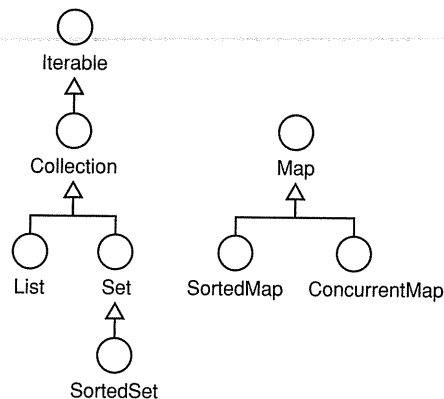 Iterable
Collection
Map
List
Set
SortedMap
ConcurrentMap
SortedSet